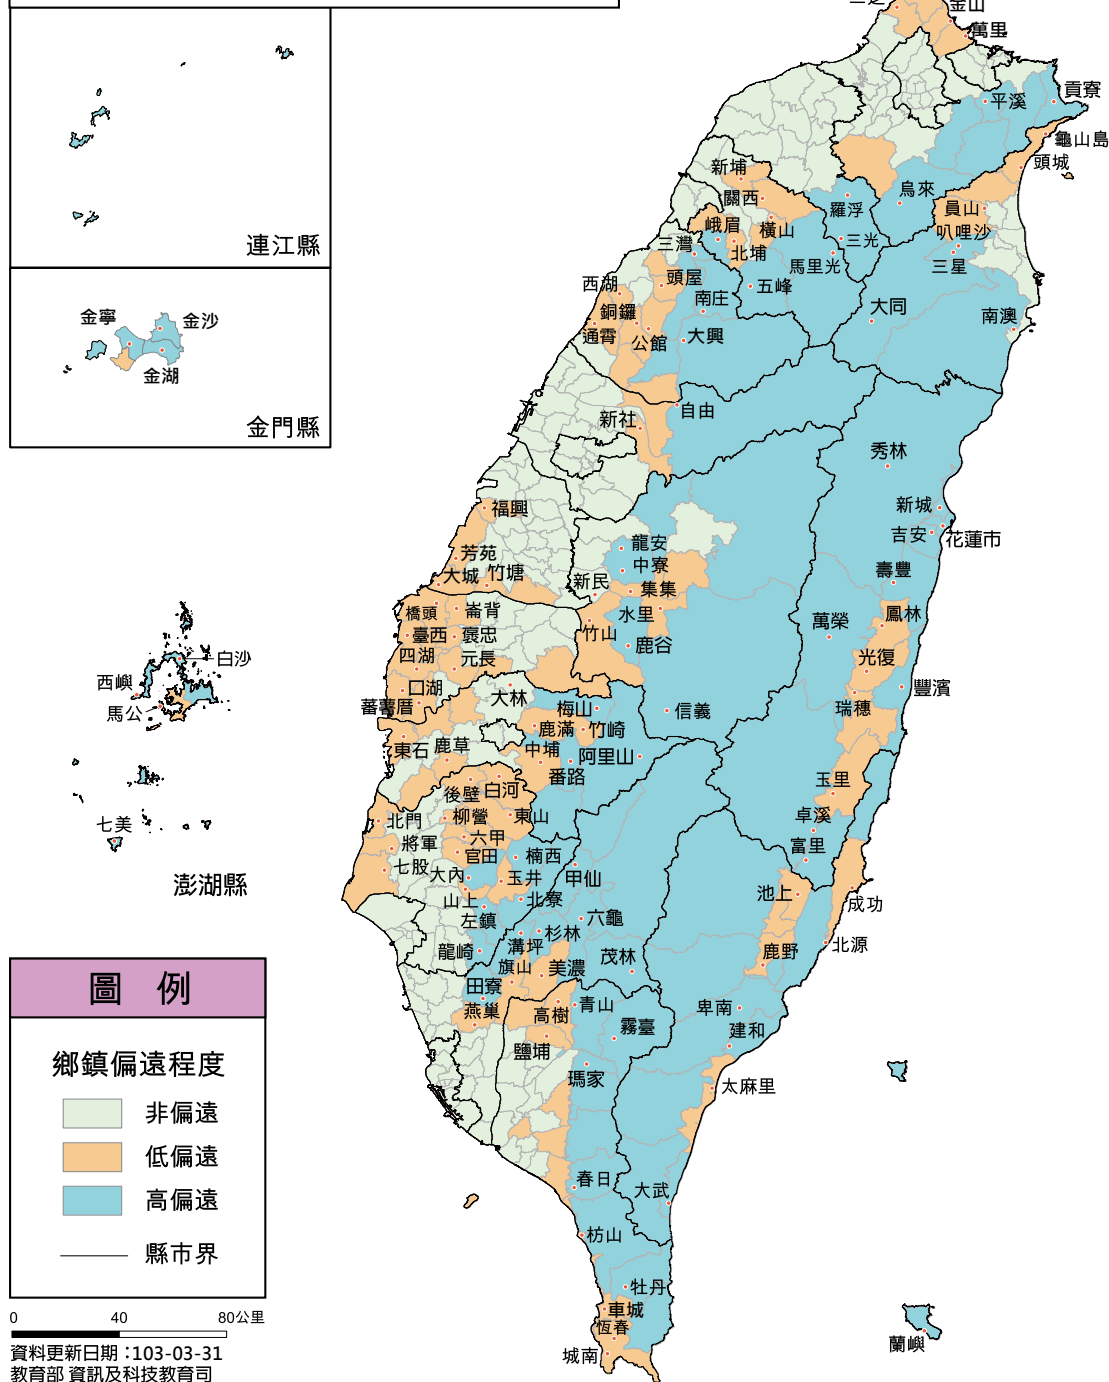 金山
萬里
貢寮
平溪
龜山島
頭城
新埔
關西
烏來
羅浮
員山
峨眉
橫山
叭哩沙
三灣
北埔
三光
連江縣
馬里光
三星
西湖
頭屋
五峰
南庄
大同
金寧
金沙
銅鑼
南澳
通霄
公館
大興
金湖
自由
新社
金門縣
秀林
福興
新城
吉安
花蓮市
龍安
芳苑
中寮
大城
竹塘
壽豐
新民
集集
橋頭
崙背
水里
萬榮
鳳林
臺西
褒忠
竹山
鹿谷
四湖
元長
光復
白沙
西嶼
口湖
豐濱
大林
蕃薯厝
馬公
梅山
信義
瑞穗
鹿滿
竹崎
東石
鹿草
中埔
阿里山
番路
玉里
後壁
白河
卓溪
七美
北門
柳營
東山
將軍
六甲
富里
官田
楠西
七股
大內
玉井
甲仙
澎湖縣
池上
山上
北寮
成功
左鎮
六龜
杉林
北源
龍崎
溝坪
鹿野
茂林
旗山
美濃
圖 例
田寮
青山
燕巢
高樹
卑南
霧臺
建和
鹽埔
鄉鎮偏遠程度
瑪家
太麻里
非偏遠
低偏遠
春日
高偏遠
大武
枋山
縣市界
牡丹
車城
0 40 80公里
恆春
資料更新日期：103-03-31
蘭嶼
城南
教育部 資訊及科技教育司